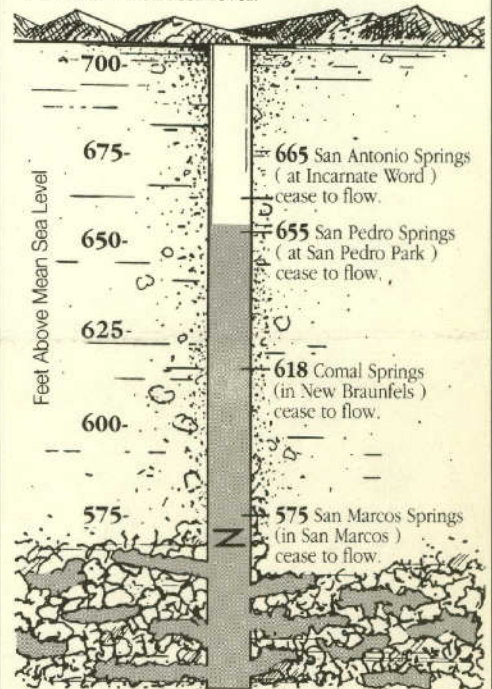 700-
675-
650-
625-
600-
575-
Feet Above Mean Sea Level
665 San Antonio Springs
( at Incarnate Word )
cease to flow.
655 San Pedro Springs
( at San Pedro Park )
cease to flow.
618 Comal Springs
(in New Braunfels )
cease to flow.
575 San Marcos Springs
(in San Marcos )
cease to flow.
N